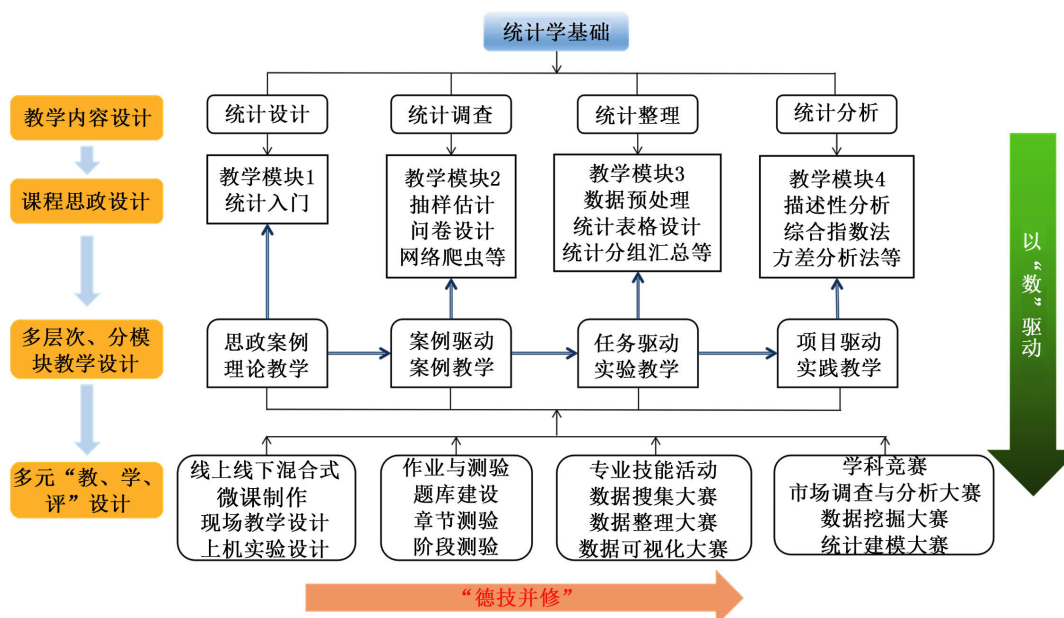 统计学基础
教学内容设计
统计设计
统计调查
统计整理
统计分析
课程思政设计
教学模块1
统计入门
教学模块2
抽样估计
问卷设计
网络爬虫等
教学模块3
数据预处理
统计表格设计
统计分组汇总等
教学模块4
描述性分析
综合指数法
方差分析法等
多层次、分模
块教学设计
思政案例
理论教学
案例驱动
案例教学
任务驱动
实验教学
项目驱动
实践教学
以“数”驱动
多元“教、学、
评”设计
线上线下混合式
微课制作
现场教学设计
上机实验设计
作业与测验
题库建设
章节测验
阶段测验
专业技能活动
数据搜集大赛
数据整理大赛
数据可视化大赛
学科竞赛
市场调查与分析大赛
数据挖掘大赛
统计建模大赛
“德技并修”